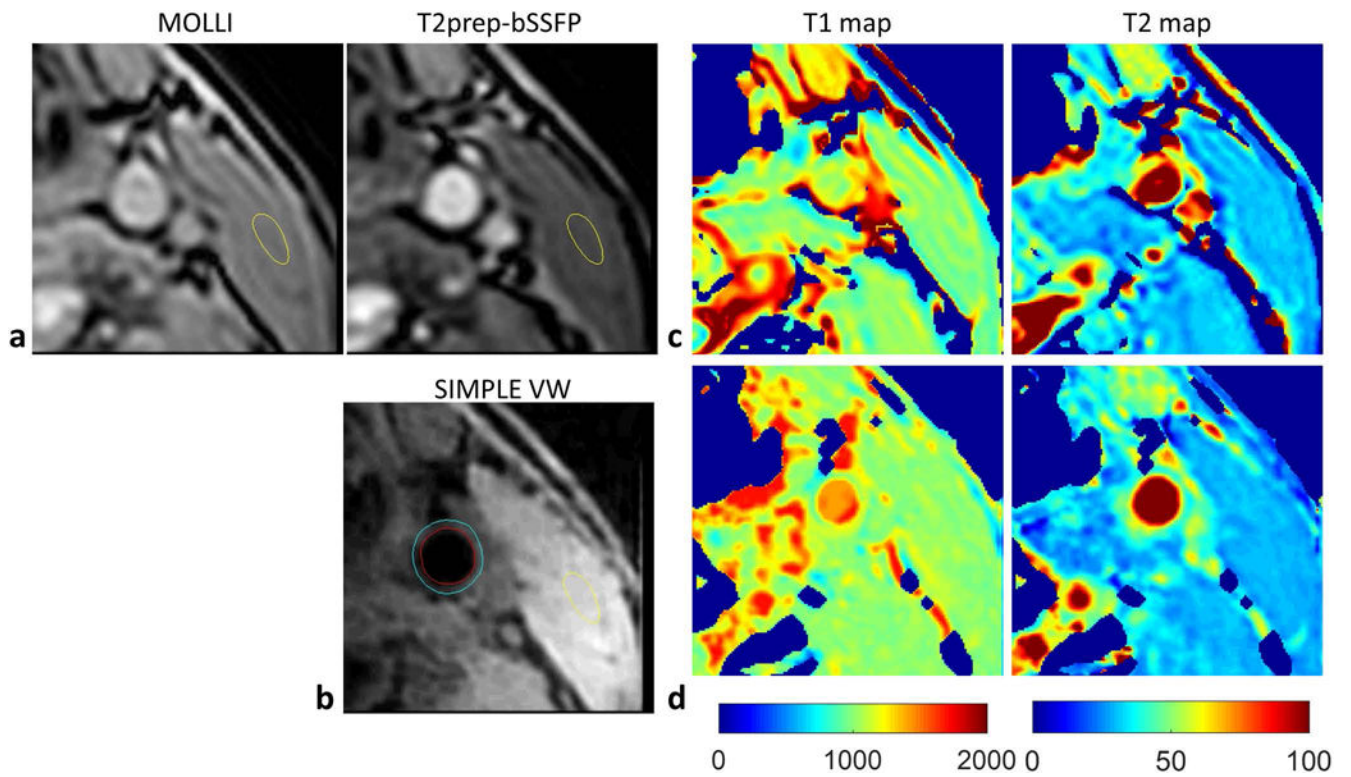 MOLLI T2prep-bSSFP T1 map T2 map
a c
SIMPLE VW
b d
0 1000 2000 0 50 100